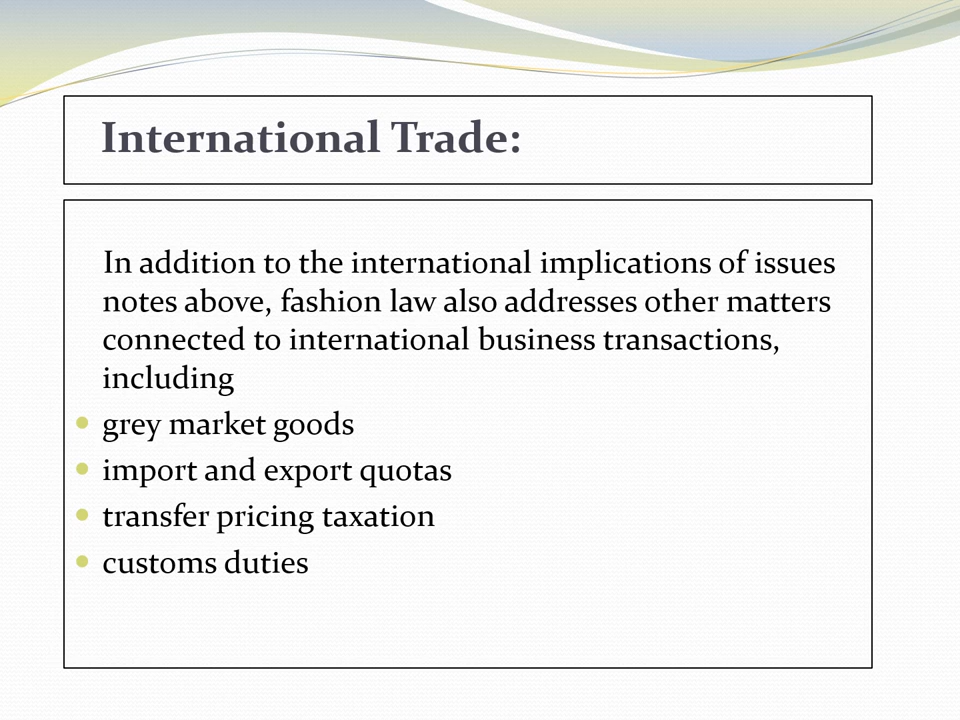 International Trade:
In addition to the international implications of issues
notes above, fashion law also addresses other matters
connected to international business transactions,
including
grey market goods
import and export quotas
transfer pricing taxation
customs duties